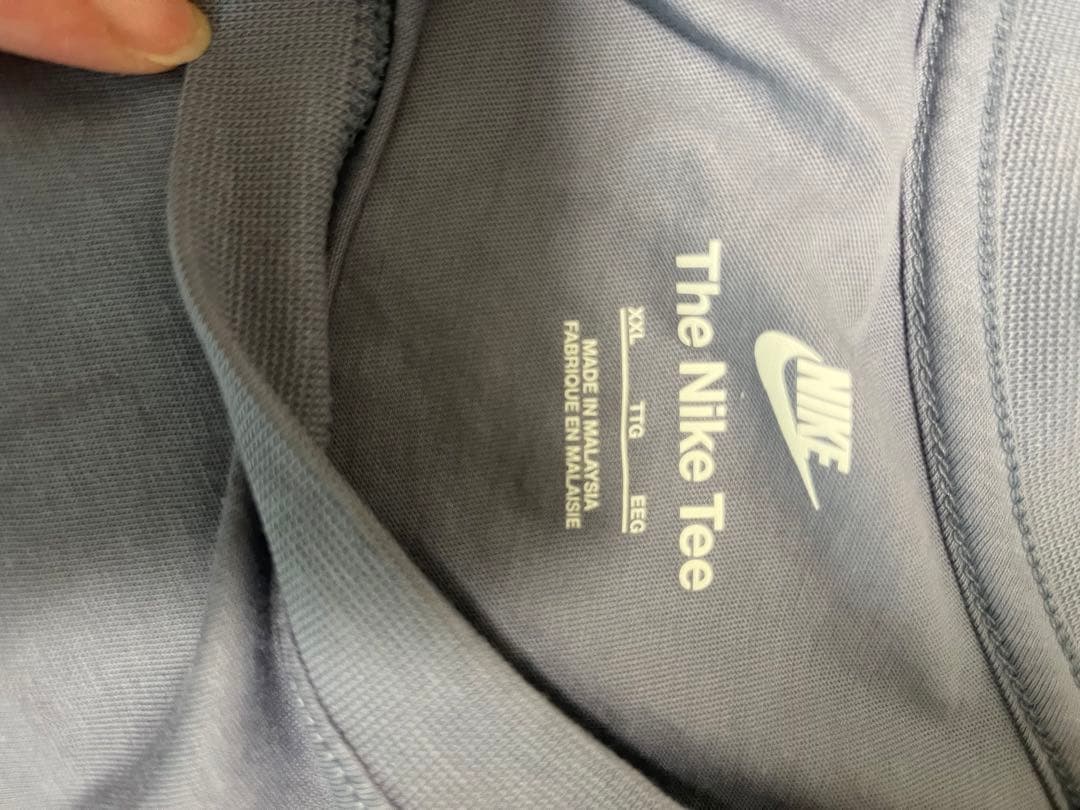 NIKE
The Nike Tee
XXL TTG EEG
MADE IN MALAYSIA
FABRIQUE EN MALAISIE